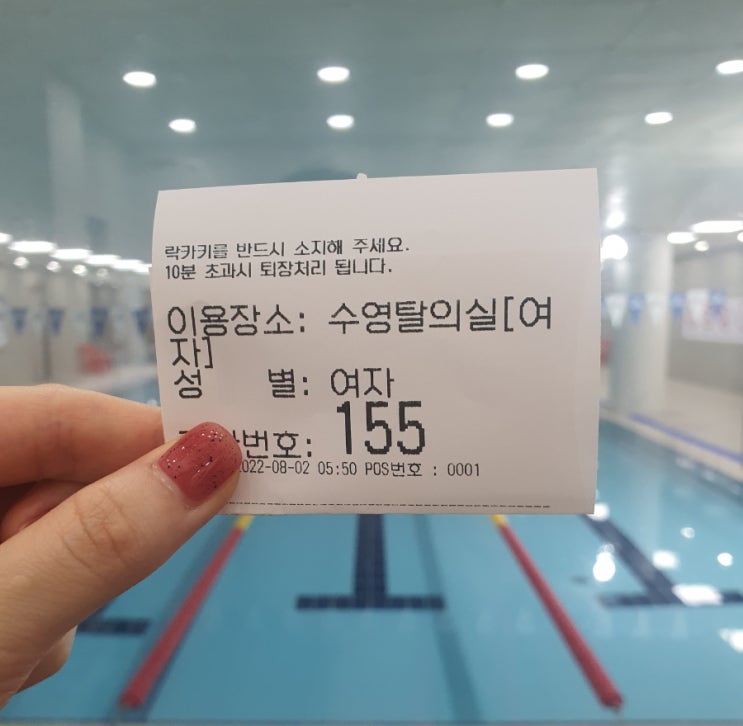 락카키를 반드시 소지해 주세요.
10분 초과시 퇴장처리 됩니다.
이용장소: 수영탈의실[여
자]
성 별: 여자
번호: 155
022-08-02 05:50 POS번호 : 0001